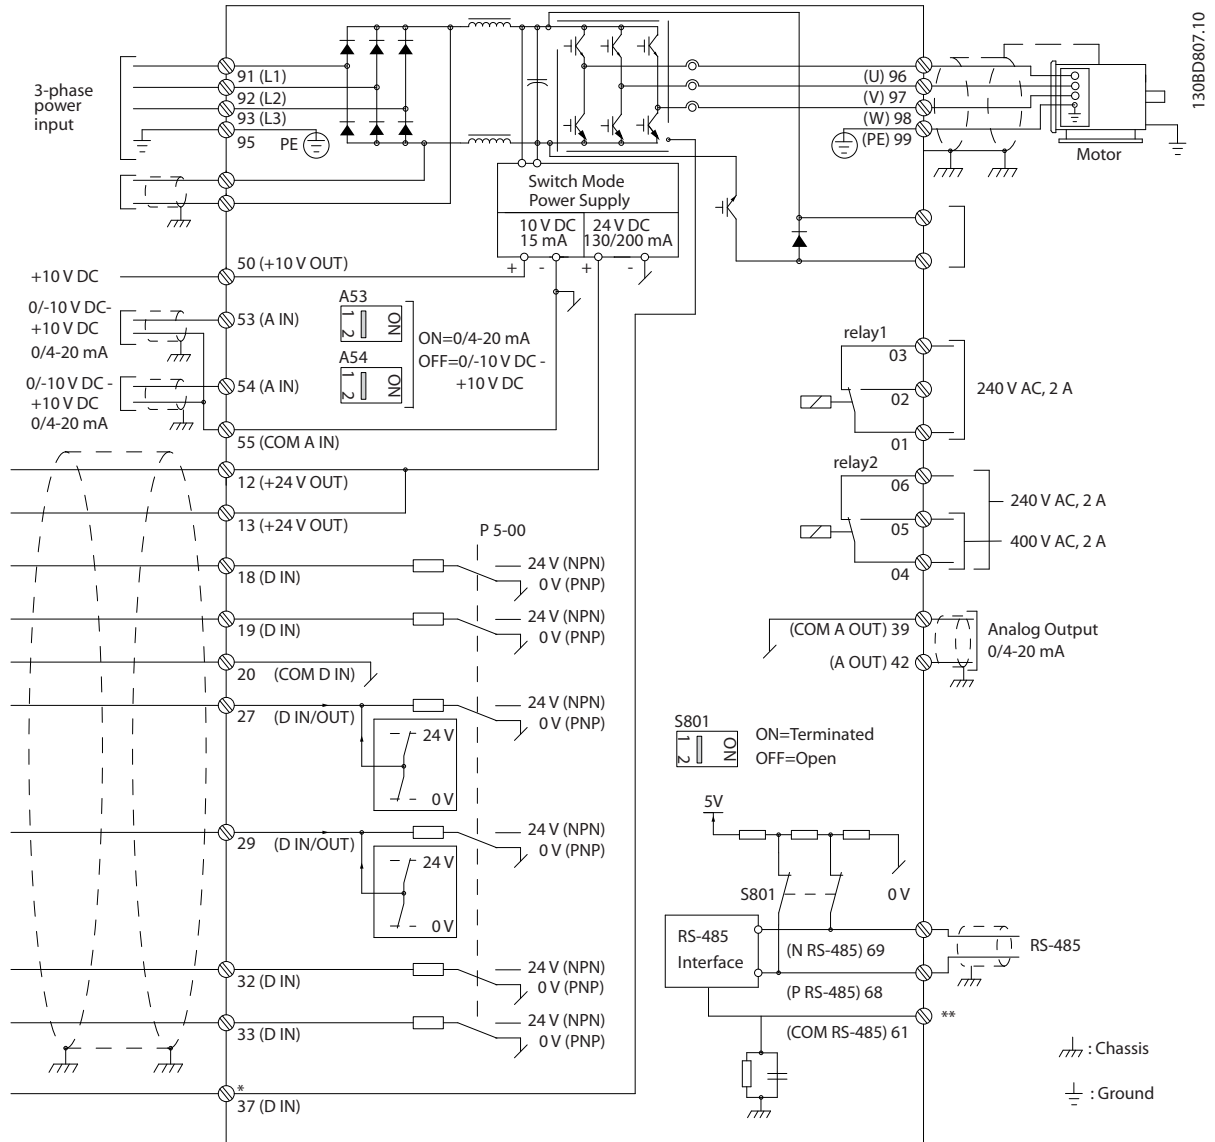 130BD807.10
3-phase
power
input
91 (L1)
92 (L2)
93 (L3)
95
PE
(U) 96
(V) 97
(W) 98
(PE) 99
Motor
Switch Mode
Power Supply
10 V DC
15 mA
24 V DC
130/200 mA
+
-
+
-
+10 V DC
50 (+10 V OUT)
0/-10 V DC-
+10 V DC
0/4-20 mA
53 (A IN)
A53
1
2
ON
A54
1
2
ON
ON=0/4-20 mA
OFF=0/-10 V DC -
+10 V DC
0/-10 V DC -
+10 V DC
0/4-20 mA
54 (A IN)
55 (COM A IN)
relay1
03
02
01
240 V AC, 2 A
relay2
06
05
04
240 V AC, 2 A
400 V AC, 2 A
12 (+24 V OUT)
13 (+24 V OUT)
P 5-00
18 (D IN)
24 V (NPN)
0 V (PNP)
19 (D IN)
24 V (NPN)
0 V (PNP)
20 (COM D IN)
27 (D IN/OUT)
24 V
0 V
24 V (NPN)
0 V (PNP)
29 (D IN/OUT)
24 V
0 V
24 V (NPN)
0 V (PNP)
32 (D IN)
24 V (NPN)
0 V (PNP)
33 (D IN)
24 V (NPN)
0 V (PNP)
*
37 (D IN)
(COM A OUT) 39
(A OUT) 42
Analog Output
0/4-20 mA
S801
1
2
ON
ON=Terminated
OFF=Open
5V
S801
0 V
RS-485
Interface
(N RS-485) 69
(P RS-485) 68
(COM RS-485) 61
RS-485
**
: Chassis
: Ground